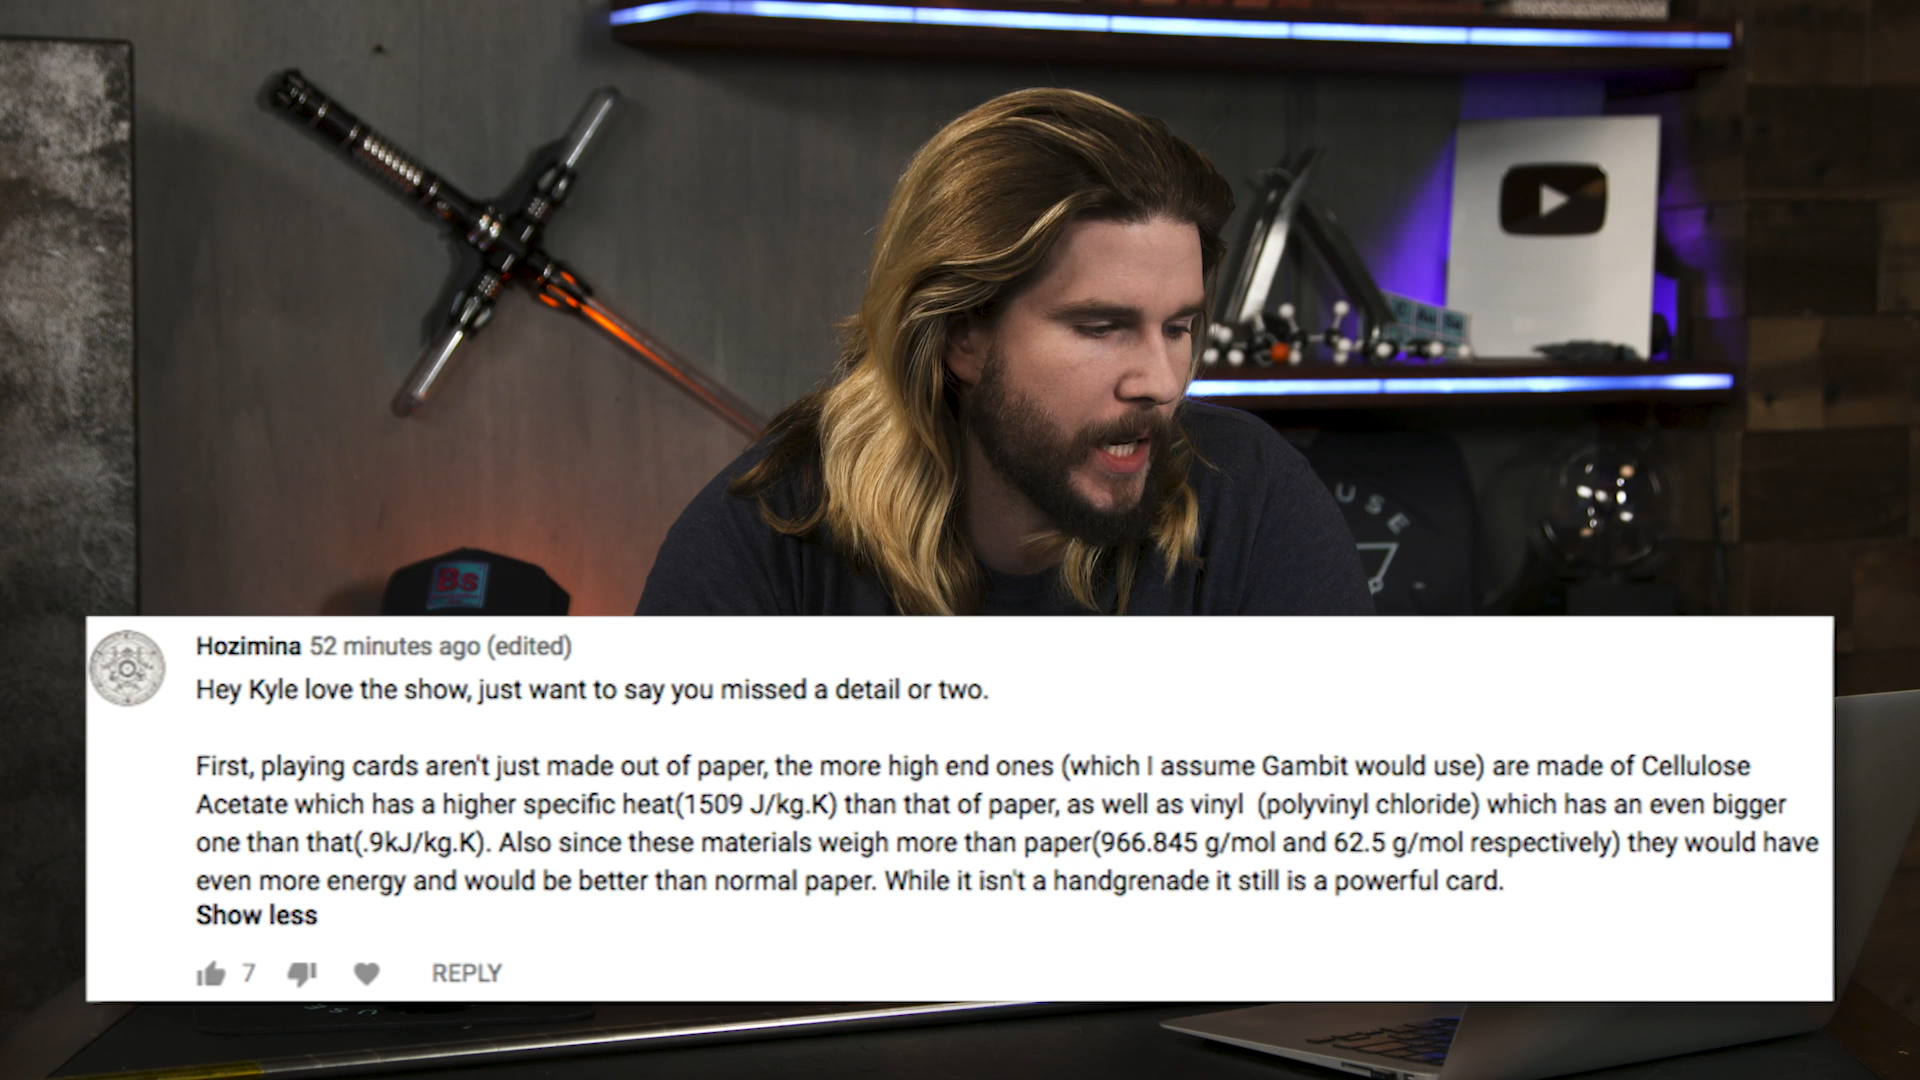 USE
Bs
Hozimina 52 minutes ago (edited)
Hey Kyle love the show, just want to say you missed a detail or two.
First, playing cards aren't just made out of paper, the more high end ones (which I assume Gambit would use) are made of Cellulose
Acetate which has a higher specific heat(1509 J/kg.K) than that of paper, as well as vinyl (polyvinyl chloride) which has an even bigger
one than that(.9kJ/kg.K). Also since these materials weigh more than paper(966.845 g/mol and 62.5 g/mol respectively) they would have
even more energy and would be better than normal paper. While it isn't a handgrenade it still is a powerful card.
Show less
7
REPLY